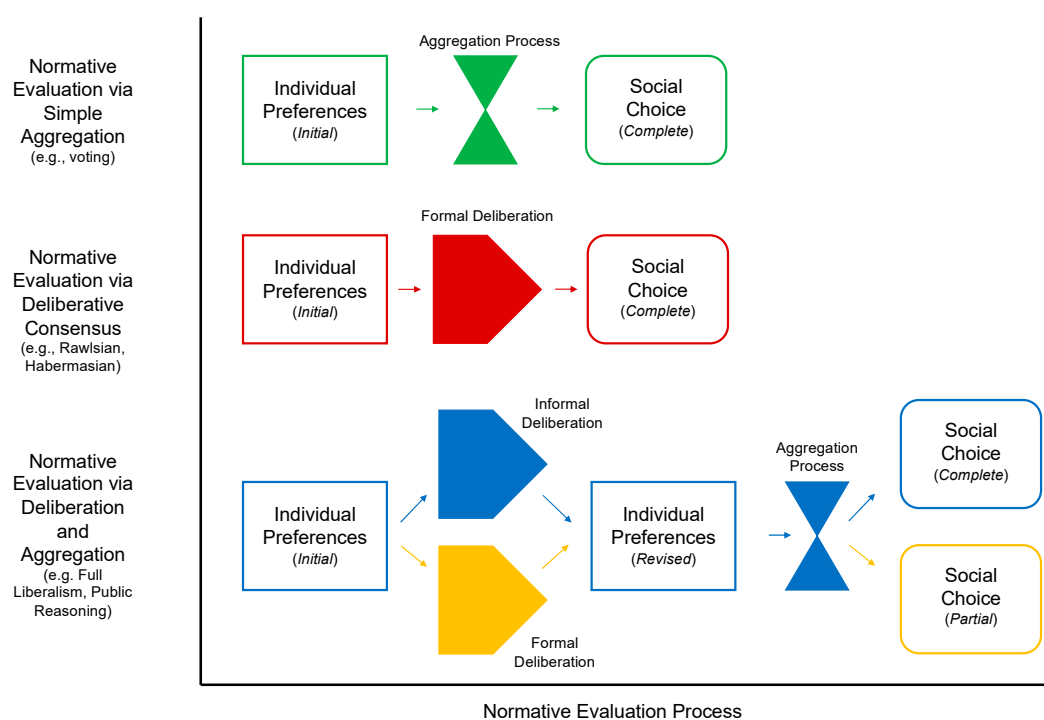 Normative
Evaluation via
Simple
Aggregation
(e.g., voting)
Individual
Preferences
(Initial)
Aggregation Process
Social
Choice
(Complete)
Normative
Evaluation via
Deliberative
Consensus
(e.g., Rawlsian,
Habermasian)
Individual
Preferences
(Initial)
Formal Deliberation
Social
Choice
(Complete)
Normative
Evaluation via
Deliberation
and
Aggregation
(e.g. Full
Liberalism, Public
Reasoning)
Individual
Preferences
(Initial)
Informal
Deliberation
Formal
Deliberation
Individual
Preferences
(Revised)
Aggregation
Process
Social
Choice
(Complete)
Social
Choice
(Partial)
Normative Evaluation Process